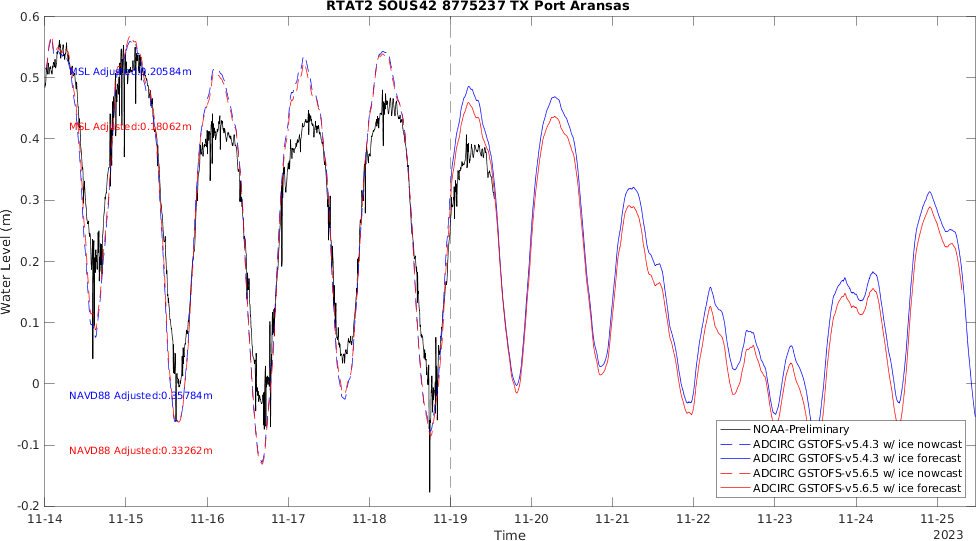 RTAT2 SOUS42 8775237 TX Port Aransas
0.6
0.5
0.4
0.3
0.2
0.1
0
-0.1
-0.2
Water Level (m)
MSL Adjusted:0.20584m
MSL Adjusted:0.18062m
NAVD88 Adjusted:0.35784m
NAVD88 Adjusted:0.33262m
NOAA-Preliminary
ADCIRC GSTOFS-v5.4.3 w/ ice nowcast
ADCIRC GSTOFS-v5.4.3 w/ ice forecast
ADCIRC GSTOFS-v5.6.5 w/ ice nowcast
ADCIRC GSTOFS-v5.6.5 w/ ice forecast
11-14 11-15 11-16 11-17 11-18 11-19 11-20 11-21 11-22 11-23 11-24 11-25
Time
2023